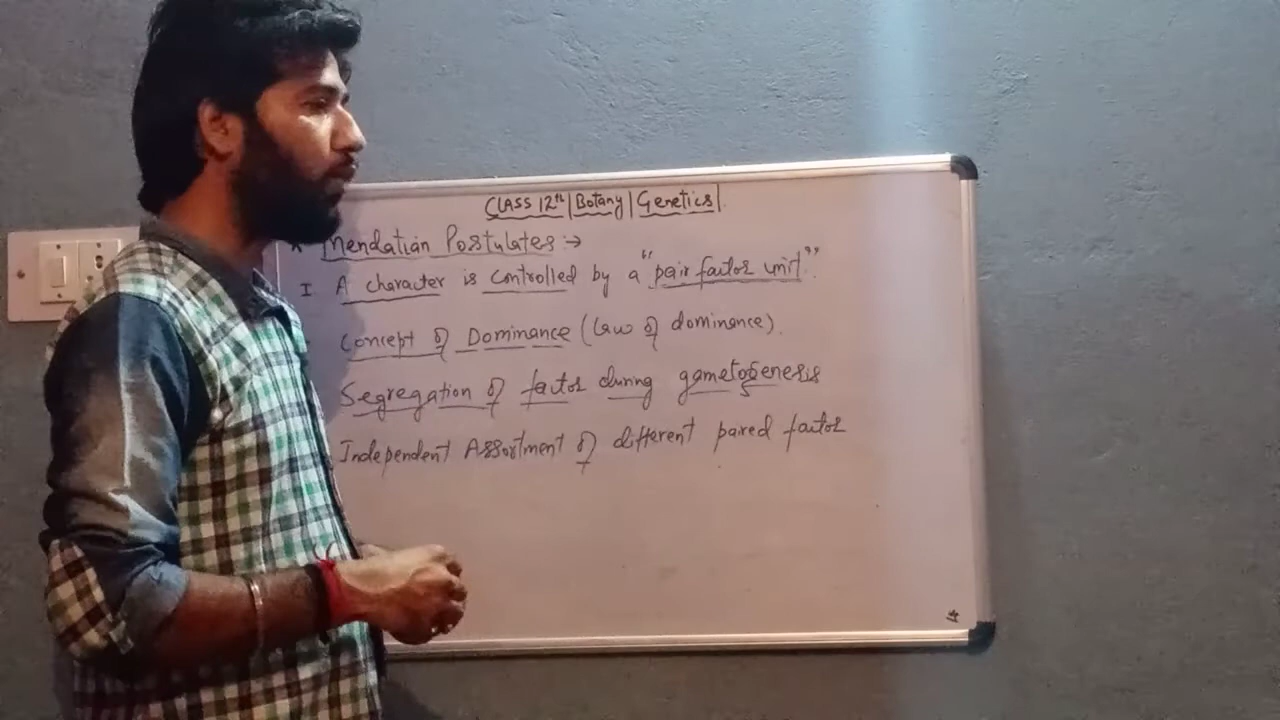 CLASS 12th | Botany | Genetics |.
Mendatian Postulates :→
I A character is controlled by a "pair factor unit".
Concept of Dominance (law of dominance).
Segregation of factor during gametogenesis
Independent Assortment of different paired factor